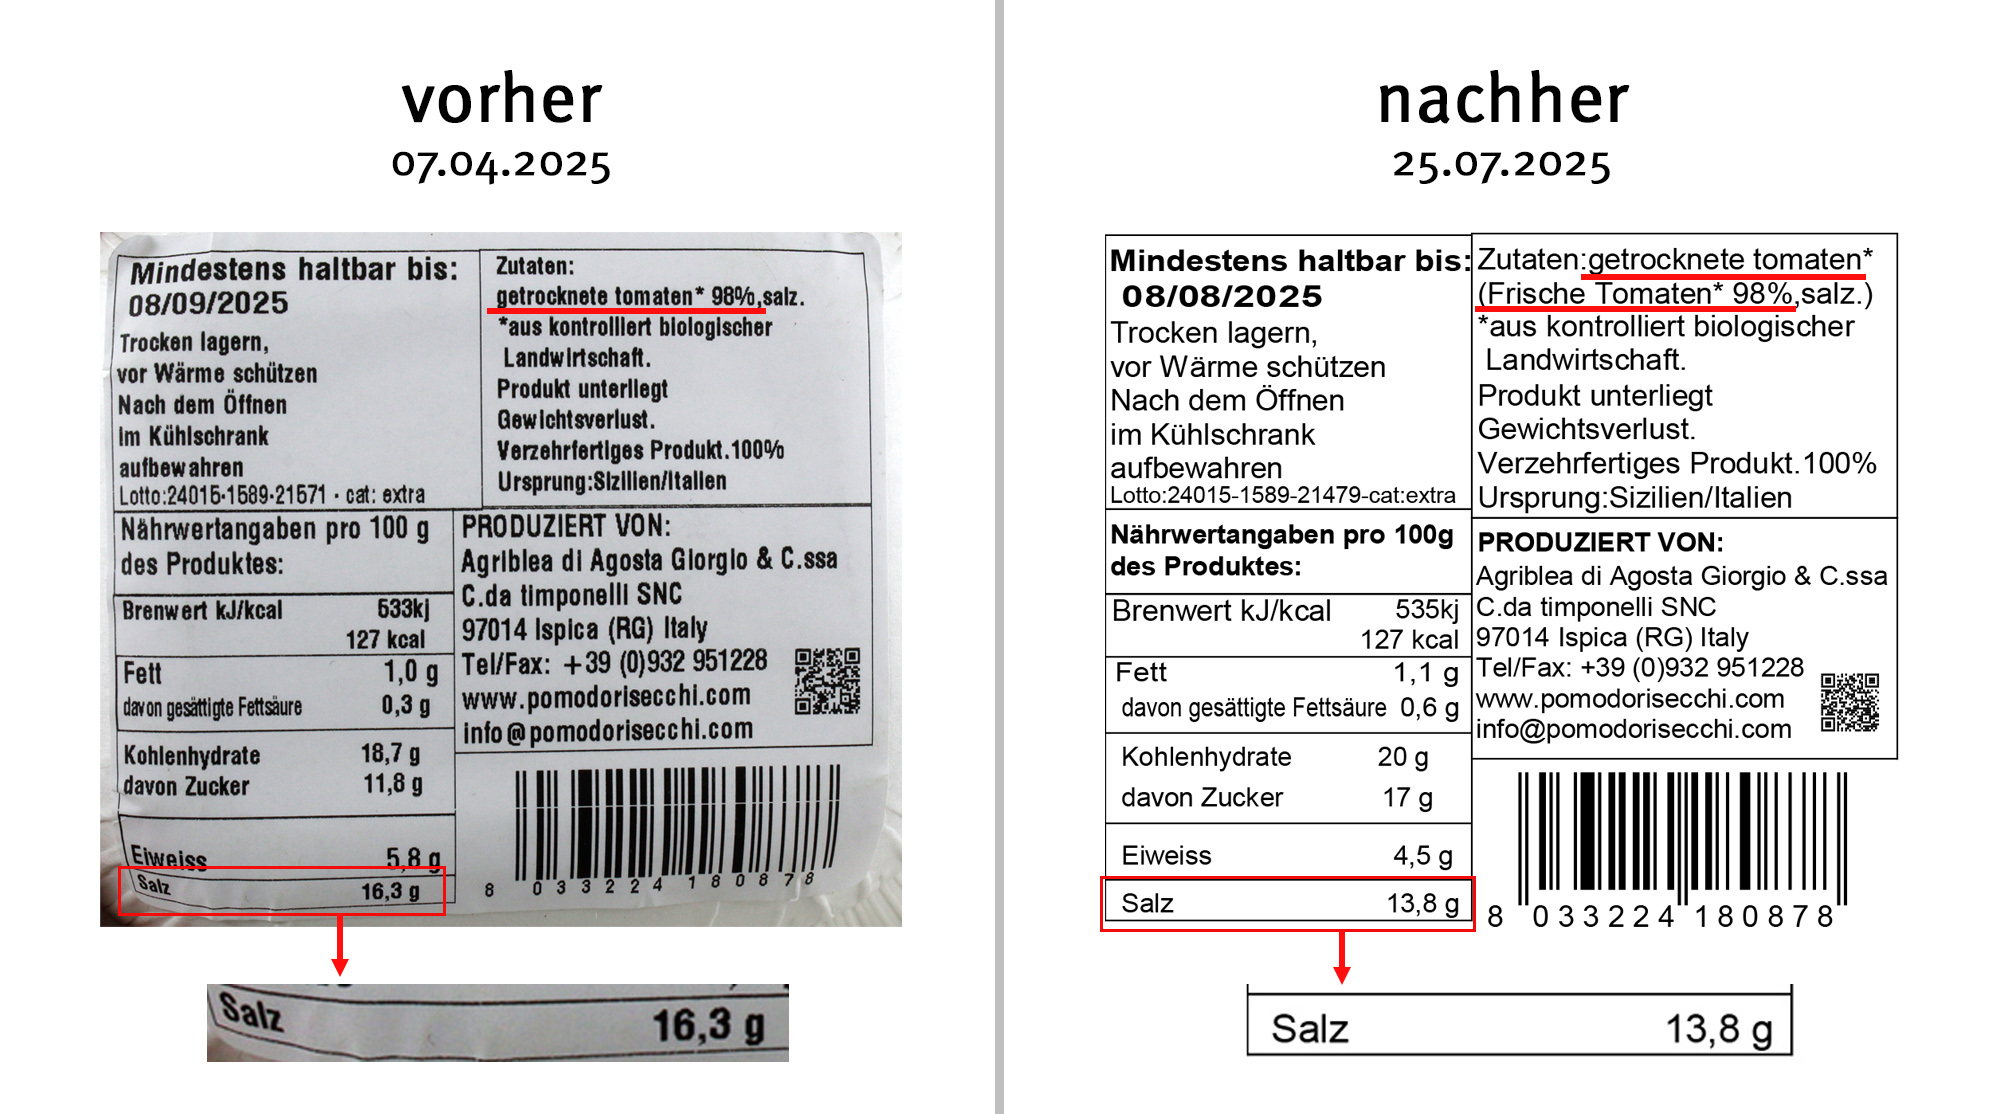 vorher
07.04.2025
Mindestens haltbar bis:
08/09/2025
Trocken lagern,
vor Wärme schützen
Nach dem Öffnen
im Kühlschrank
aufbewahren
Lotto:24015-1589-21571 - cat: extra
Zutaten:
getrocknete tomaten* 98%,salz.
*aus kontrolliert biologischer
Landwirtschaft.
Produkt unterliegt
Gewichtsverlust.
Verzehrfertiges Produkt.100%
Ursprung:Sizilien/Italien
Nährwertangaben pro 100 g
des Produktes:
Brenwert kJ/kcal 533kj
127 kcal
Fett 1,0 g
davon gesättigte Fettsäure 0,3 g
Kohlenhydrate 18,7 g
davon Zucker 11,8 g
Eiweiss 5,8 g
Salz 16,3 g
PRODUZIERT VON:
Agriblea di Agosta Giorgio & C.ssa
C.da timponelli SNC
97014 Ispica (RG) Italy
Tel/Fax: +39 (0)932 951228
www.pomodorisecchi.com
info@pomodorisecchi.com
8 033224 180878
Salz 16,3 g
nachher
25.07.2025
Mindestens haltbar bis:
08/08/2025
Trocken lagern,
vor Wärme schützen
Nach dem Öffnen
im Kühlschrank
aufbewahren
Lotto:24015-1589-21479-cat:extra
Zutaten:getrocknete tomaten*
(Frische Tomaten* 98%,salz.)
*aus kontrolliert biologischer
Landwirtschaft.
Produkt unterliegt
Gewichtsverlust.
Verzehrfertiges Produkt.100%
Ursprung:Sizilien/Italien
Nährwertangaben pro 100g
des Produktes:
Brenwert kJ/kcal 535kj
127 kcal
Fett 1,1 g
davon gesättigte Fettsäure 0,6 g
Kohlenhydrate 20 g
davon Zucker 17 g
Eiweiss 4,5 g
Salz 13,8 g
PRODUZIERT VON:
Agriblea di Agosta Giorgio & C.ssa
C.da timponelli SNC
97014 Ispica (RG) Italy
Tel/Fax: +39 (0)932 951228
www.pomodorisecchi.com
info@pomodorisecchi.com
8 033224 180878
Salz 13,8 g